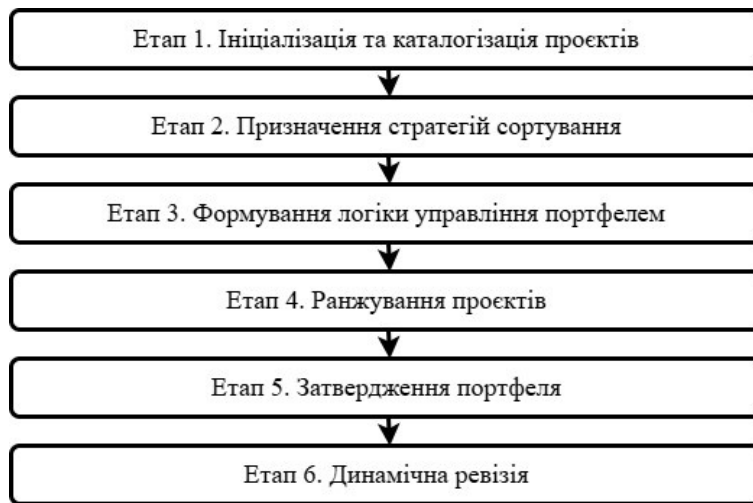 Етап 1. Ініціалізація та каталогізація проєктів
Етап 2. Призначення стратегій сортування
Етап 3. Формування логіки управління портфелем
Етап 4. Ранжування проєктів
Етап 5. Затвердження портфеля
Етап 6. Динамічна ревізія